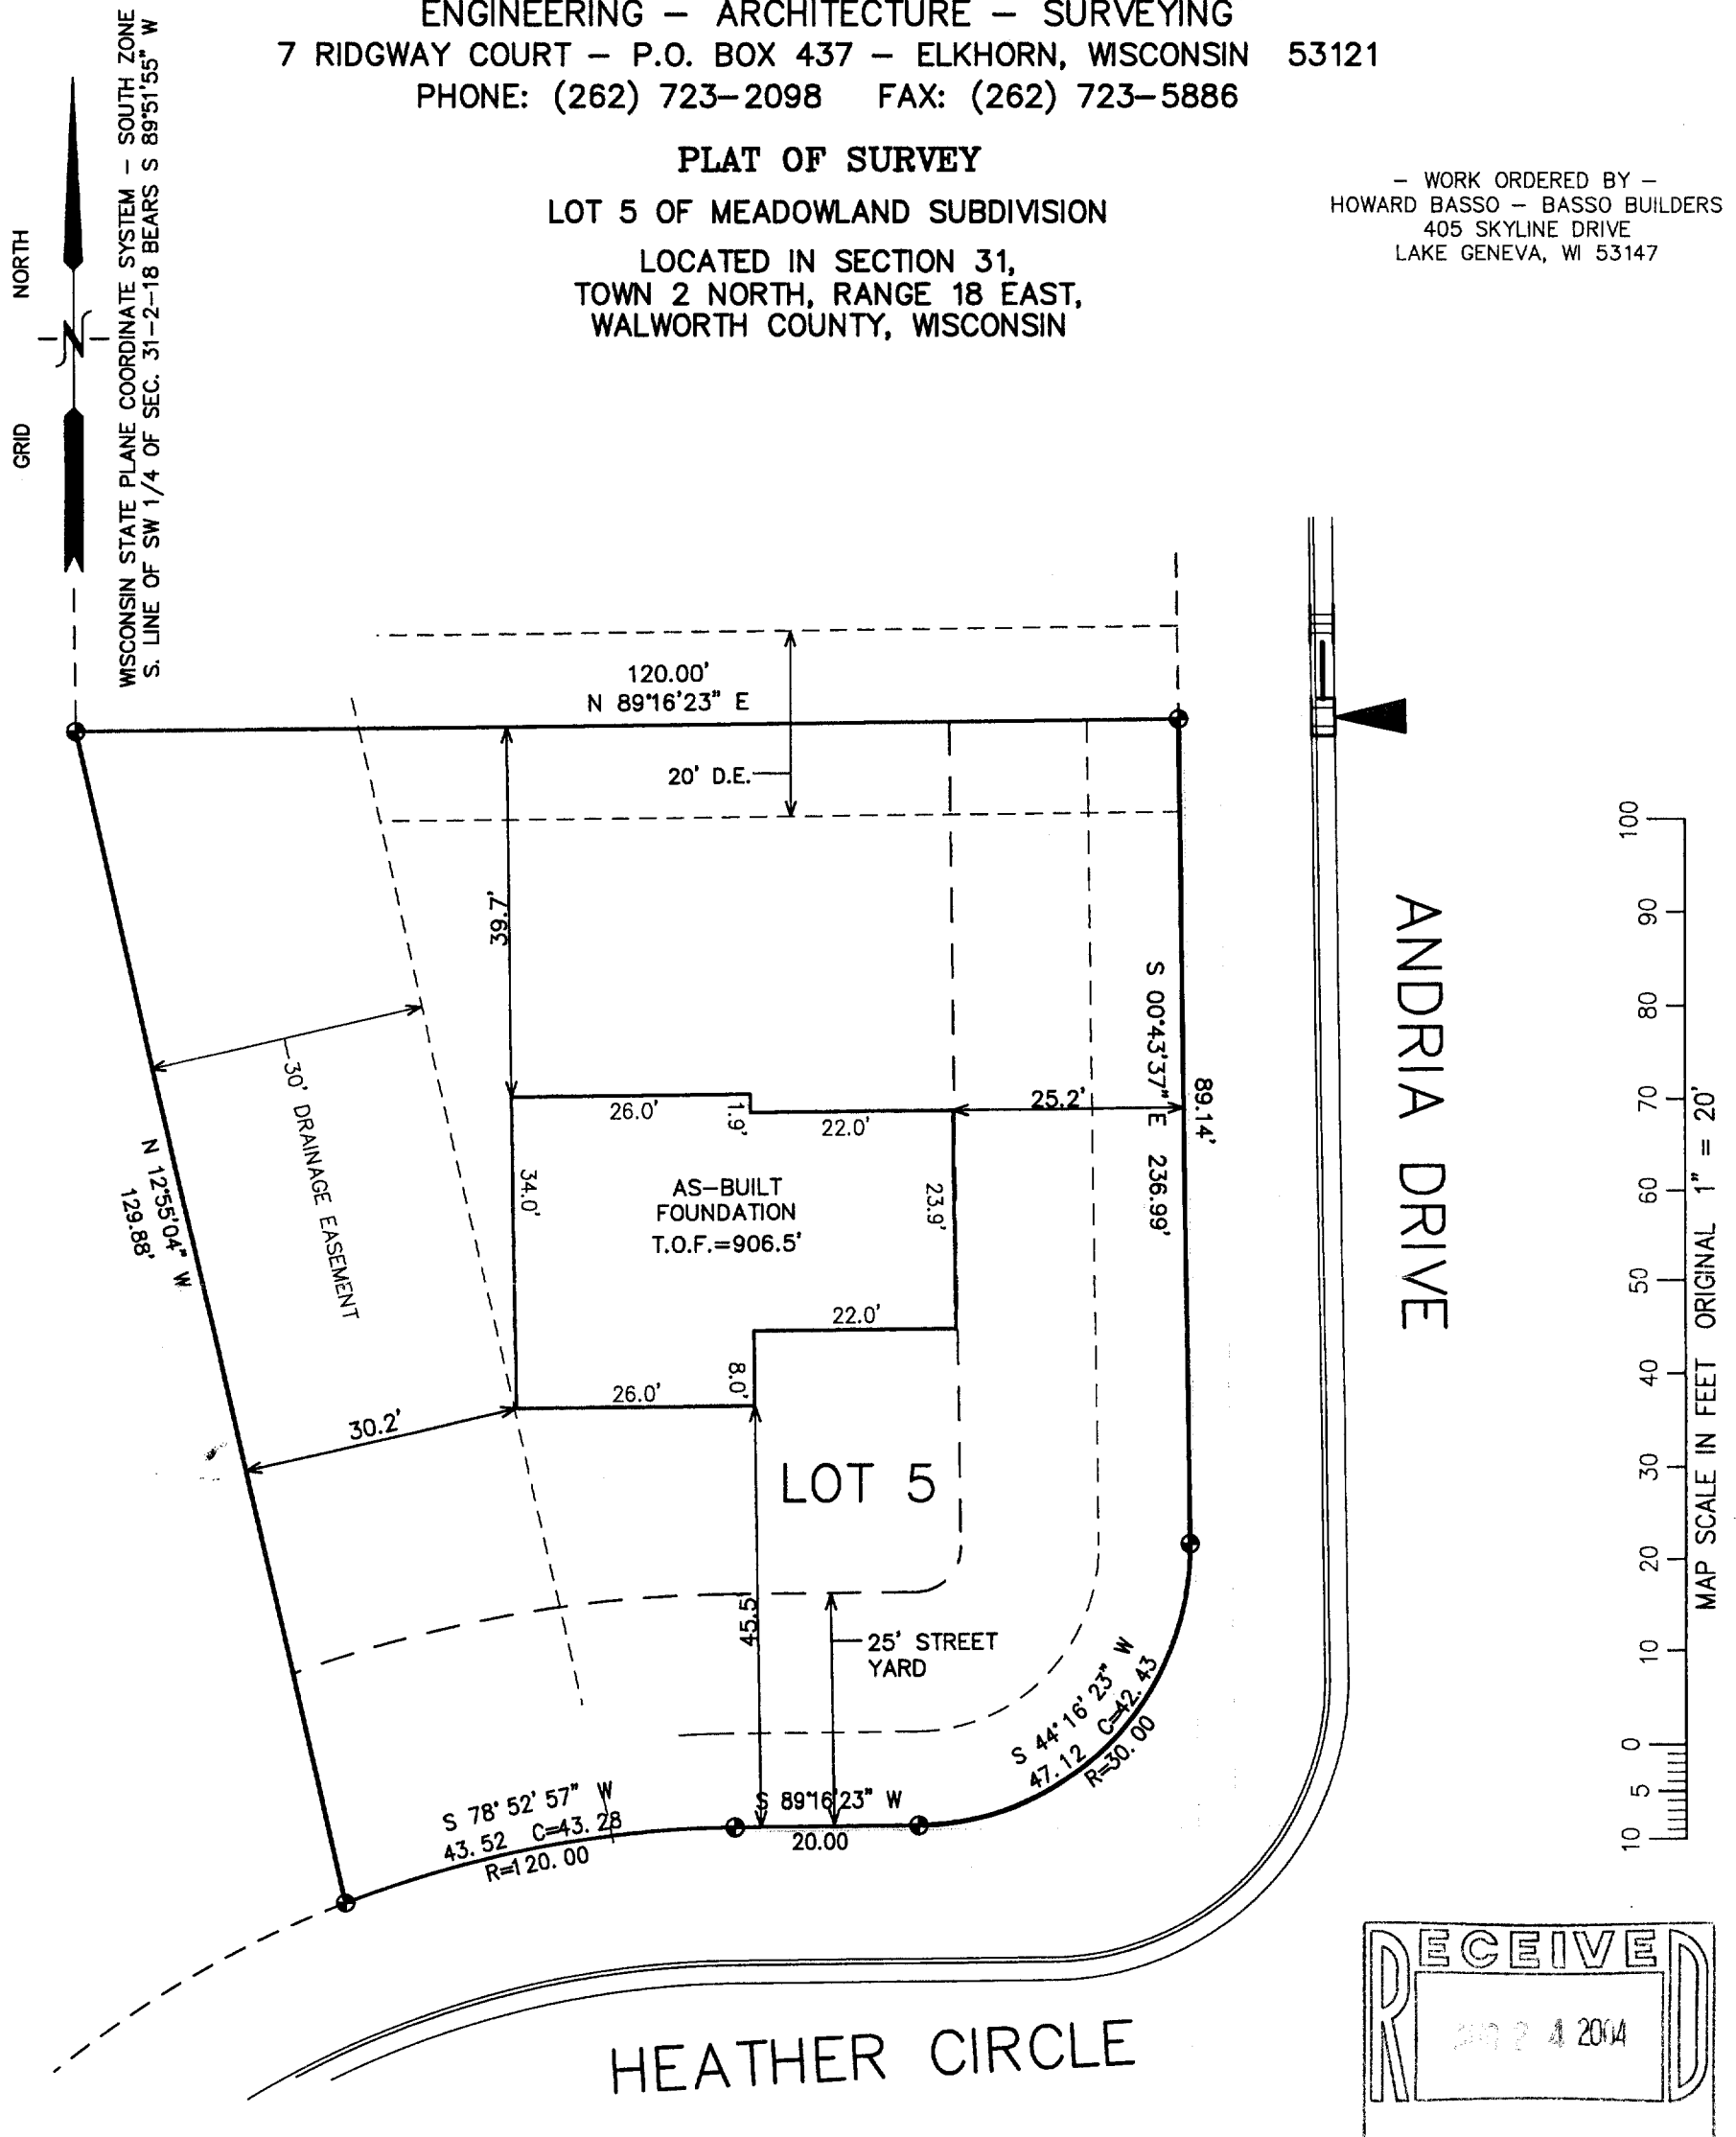 ENGINEERING – ARCHITECTURE – SURVEYING
7 RIDGWAY COURT – P.O. BOX 437 – ELKHORN, WISCONSIN 53121
PHONE: (262) 723–2098 FAX: (262) 723–5886
PLAT OF SURVEY
LOT 5 OF MEADOWLAND SUBDIVISION
LOCATED IN SECTION 31,
TOWN 2 NORTH, RANGE 18 EAST,
WALWORTH COUNTY, WISCONSIN
– WORK ORDERED BY –
HOWARD BASSO – BASSO BUILDERS
405 SKYLINE DRIVE
LAKE GENEVA, WI 53147
GRID NORTH
N
WISCONSIN STATE PLANE COORDINATE SYSTEM – SOUTH ZONE
S. LINE OF SW 1/4 OF SEC. 31–2–18 BEARS S 89°51'55" W
120.00'
N 89°16'23" E
20' D.E.
39.7'
S 00°43'37" E 236.99'
89.14'
30' DRAINAGE EASEMENT
N 12°55'04" W
129.88'
26.0'
1.9'
22.0'
25.2'
34.0'
AS–BUILT
FOUNDATION
T.O.F.=906.5'
23.9'
22.0'
8.0'
26.0'
30.2'
LOT 5
45.5'
25' STREET
YARD
S 44°16'23" W
47.12 C=42.43
R=30.00
S 89°16'23" W
20.00
S 78°52'57" W
43.52 C=43.28
R=120.00
ANDRIA DRIVE
HEATHER CIRCLE
100
90
80
70
60
50
40
30
20
10
0
5
10
MAP SCALE IN FEET ORIGINAL 1" = 20'
RECEIVED
2 4 2004